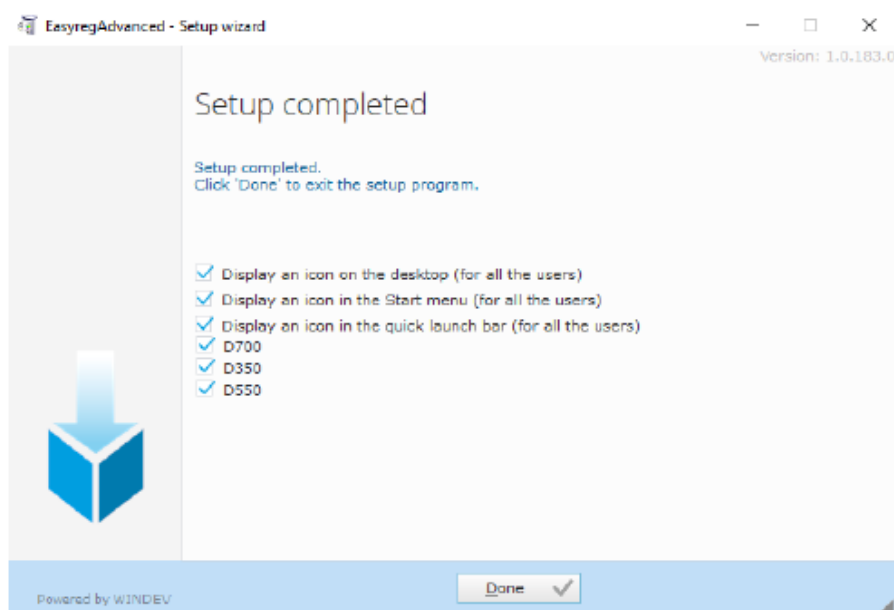 EasyregAdvanced - Setup wizard
Version: 1.0.183.0
Setup completed
Setup completed.
Click 'Done' to exit the setup program.
Display an icon on the desktop (for all the users)
Display an icon in the Start menu (for all the users)
Display an icon in the quick launch bar (for all the users)
D700
D350
D550
Done
Powered by WINDEV